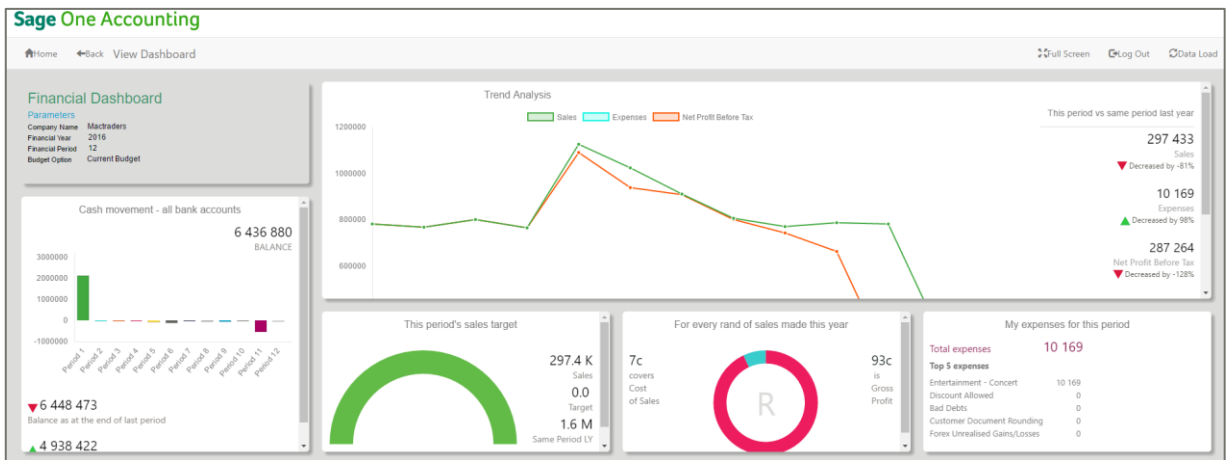 Sage One Accounting
Home Back View Dashboard Full Screen Log Out Data Load
Financial Dashboard
Parameters
Company Name Mactraders
Financial Year 2016
Financial Period 12
Budget Option Current Budget
Cash movement - all bank accounts
6 436 880
BALANCE
3000000
2000000
1000000
0
-1000000
Period 1 Period 2 Period 3 Period 4 Period 5 Period 6 Period 7 Period 8 Period 9 Period 10 Period 11 Period 12
6 448 473
Balance as at the end of last period
4 938 422
Trend Analysis
Sales Expenses Net Profit Before Tax
1200000
1000000
800000
600000
This period vs same period last year
297 433
Sales
Decreased by -81%
10 169
Expenses
Decreased by 98%
287 264
Net Profit Before Tax
Decreased by -128%
This period's sales target
297.4 K
Sales
0.0
Target
1.6 M
Same Period LY
For every rand of sales made this year
7c
covers
Cost
of Sales
R
93c
is
Gross
Profit
My expenses for this period
Total expenses 10 169
Top 5 expenses
Entertainment - Concert 10 169
Discount Allowed 0
Bad Debts 0
Customer Document Rounding 0
Forex Unrealised Gains/Losses 0